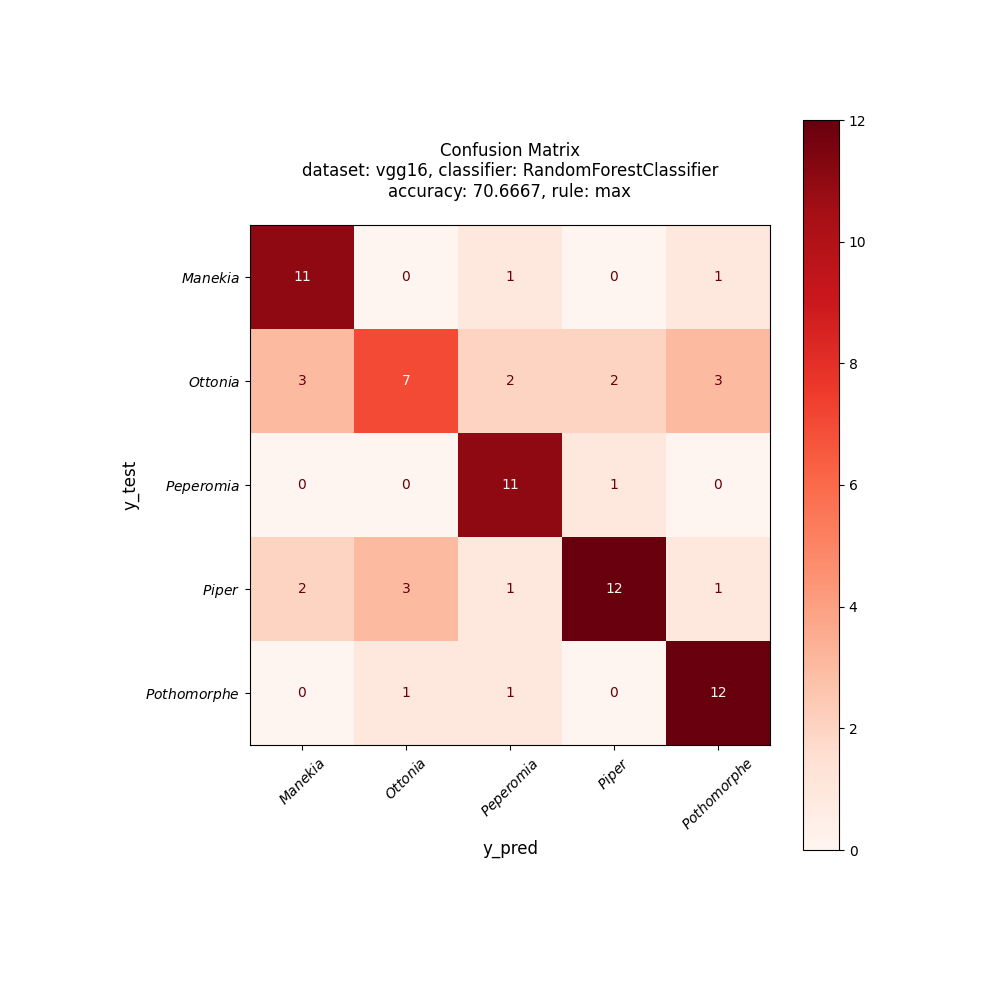 Confusion Matrix
dataset: vgg16, classifier: RandomForestClassifier
accuracy: 70.6667, rule: max
12
10
8
6
4
2
0
y_test
Manekia 11 0 1 0 1
Ottonia 3 7 2 2 3
Peperomia 0 0 11 1 0
Piper 2 3 1 12 1
Pothomorphe 0 1 1 0 12
Manekia Ottonia Peperomia Piper Pothomorphe
y_pred